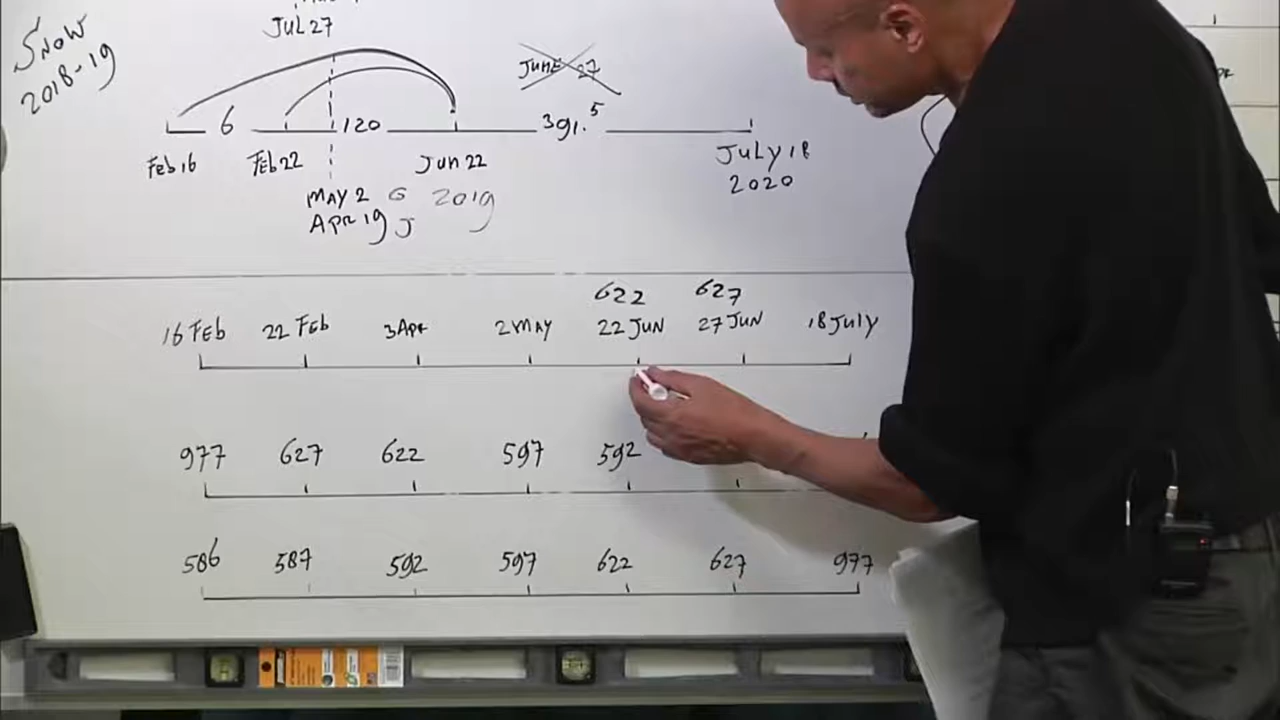 SNOW
2018-19
JUL 27
JUNE 27
6
120
391.5
Feb 16
FEB 22
Jun 22
JULY 18
2020
MAY 2 G 2019
APR 19 J
622 627
16 FEB 22 FEB 3 APR 2 MAY 22 JUN 27 JUN 18 July
977 627 622 597 592
586 587 592 597 622 627 977